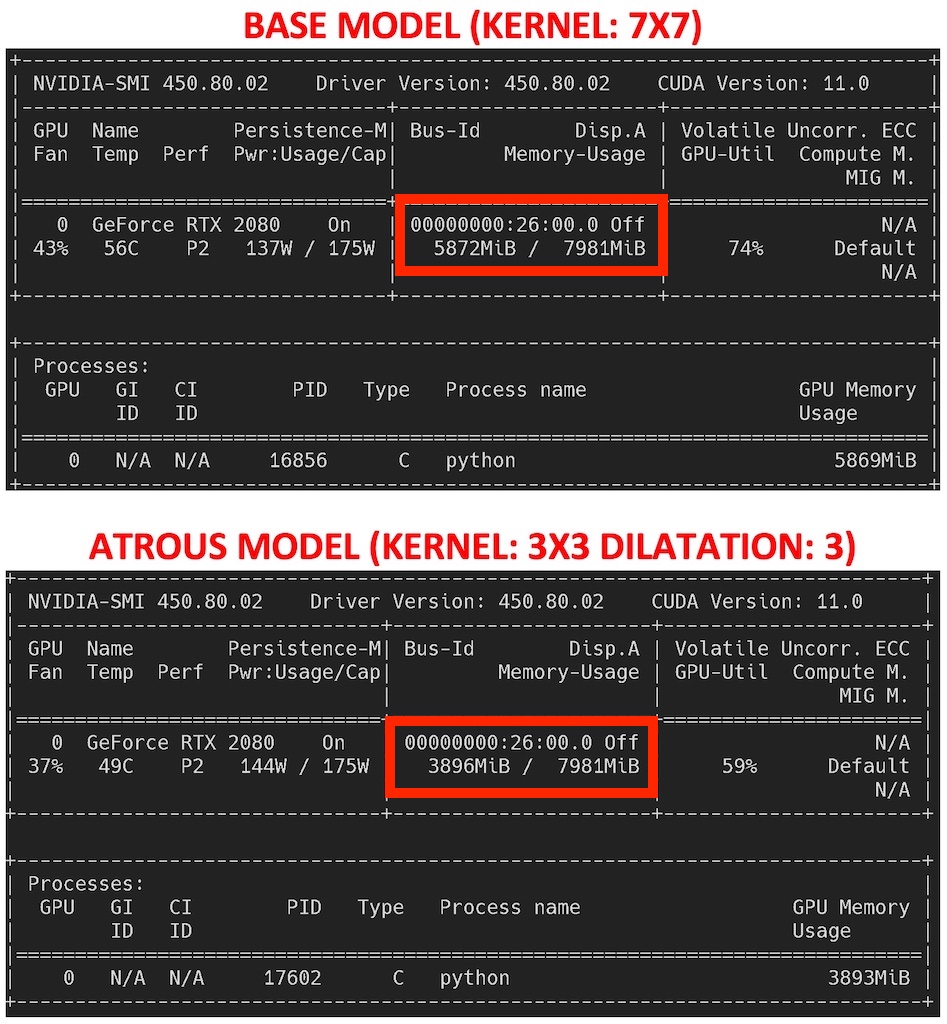 BASE MODEL (KERNEL: 7X7)
NVIDIA-SMI 450.80.02 Driver Version: 450.80.02 CUDA Version: 11.0
GPU Name Persistence-M| Bus-Id Disp.A | Volatile Uncorr. ECC
Fan Temp Perf Pwr:Usage/Cap| Memory-Usage | GPU-Util Compute M.
MIG M.
0 GeForce RTX 2080 On 00000000:26:00.0 Off N/A
43% 56C P2 137W / 175W 5872MiB / 7981MiB 74% Default
N/A
Processes:
GPU GI CI PID Type Process name GPU Memory
ID ID Usage
0 N/A N/A 16856 C python 5869MiB
ATROUS MODEL (KERNEL: 3X3 DILATATION: 3)
NVIDIA-SMI 450.80.02 Driver Version: 450.80.02 CUDA Version: 11.0
GPU Name Persistence-M| Bus-Id Disp.A | Volatile Uncorr. ECC
Fan Temp Perf Pwr:Usage/Cap| Memory-Usage | GPU-Util Compute M.
MIG M.
0 GeForce RTX 2080 On 00000000:26:00.0 Off N/A
37% 49C P2 144W / 175W 3896MiB / 7981MiB 59% Default
N/A
Processes:
GPU GI CI PID Type Process name GPU Memory
ID ID Usage
0 N/A N/A 17602 C python 3893MiB